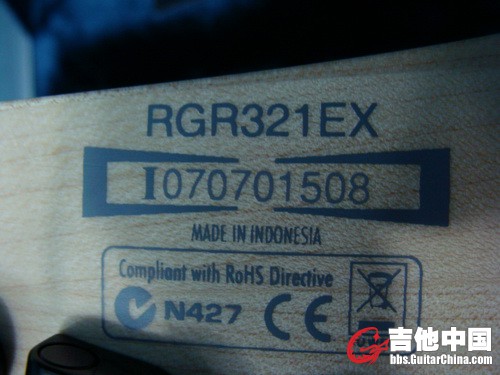 RGR321EX
I070701508
MADE IN INDONESIA
Compliant with RoHS Directive
N427 CE
吉他中国
bbs.GuitarChina.com